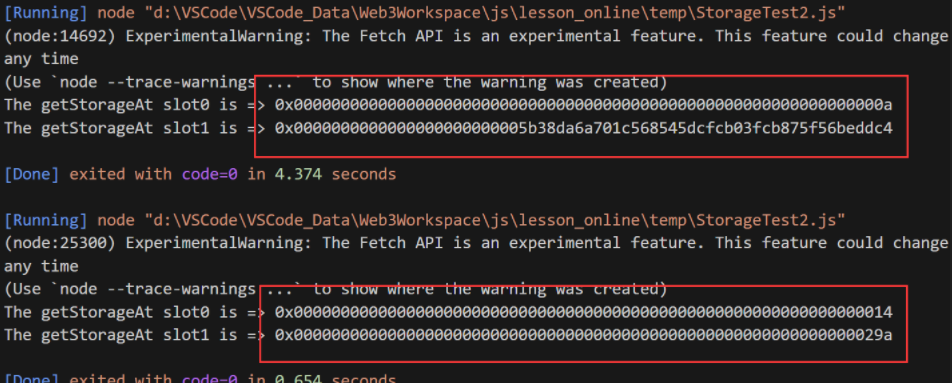 [Running] node "d:\VSCode\VSCode_Data\Web3Workspace\js\lesson_online\temp\StorageTest2.js"
(node:14692) ExperimentalWarning: The Fetch API is an experimental feature. This feature could change
any time
(Use `node --trace-warnings ...` to show where the warning was created)
The getStorageAt slot0 is => 0x000000000000000000000000000000000000000000000000000000000000000a
The getStorageAt slot1 is => 0x0000000000000000000000005b38da6a701c568545dcfcb03fcb875f56beddc4
[Done] exited with code=0 in 4.374 seconds
[Running] node "d:\VSCode\VSCode_Data\Web3Workspace\js\lesson_online\temp\StorageTest2.js"
(node:25300) ExperimentalWarning: The Fetch API is an experimental feature. This feature could change
any time
(Use `node --trace-warnings ...` to show where the warning was created)
The getStorageAt slot0 is => 0x0000000000000000000000000000000000000000000000000000000000000014
The getStorageAt slot1 is => 0x000000000000000000000000000000000000000000000000000000000000029a
[Done] exited with code=0 in 0.654 seconds